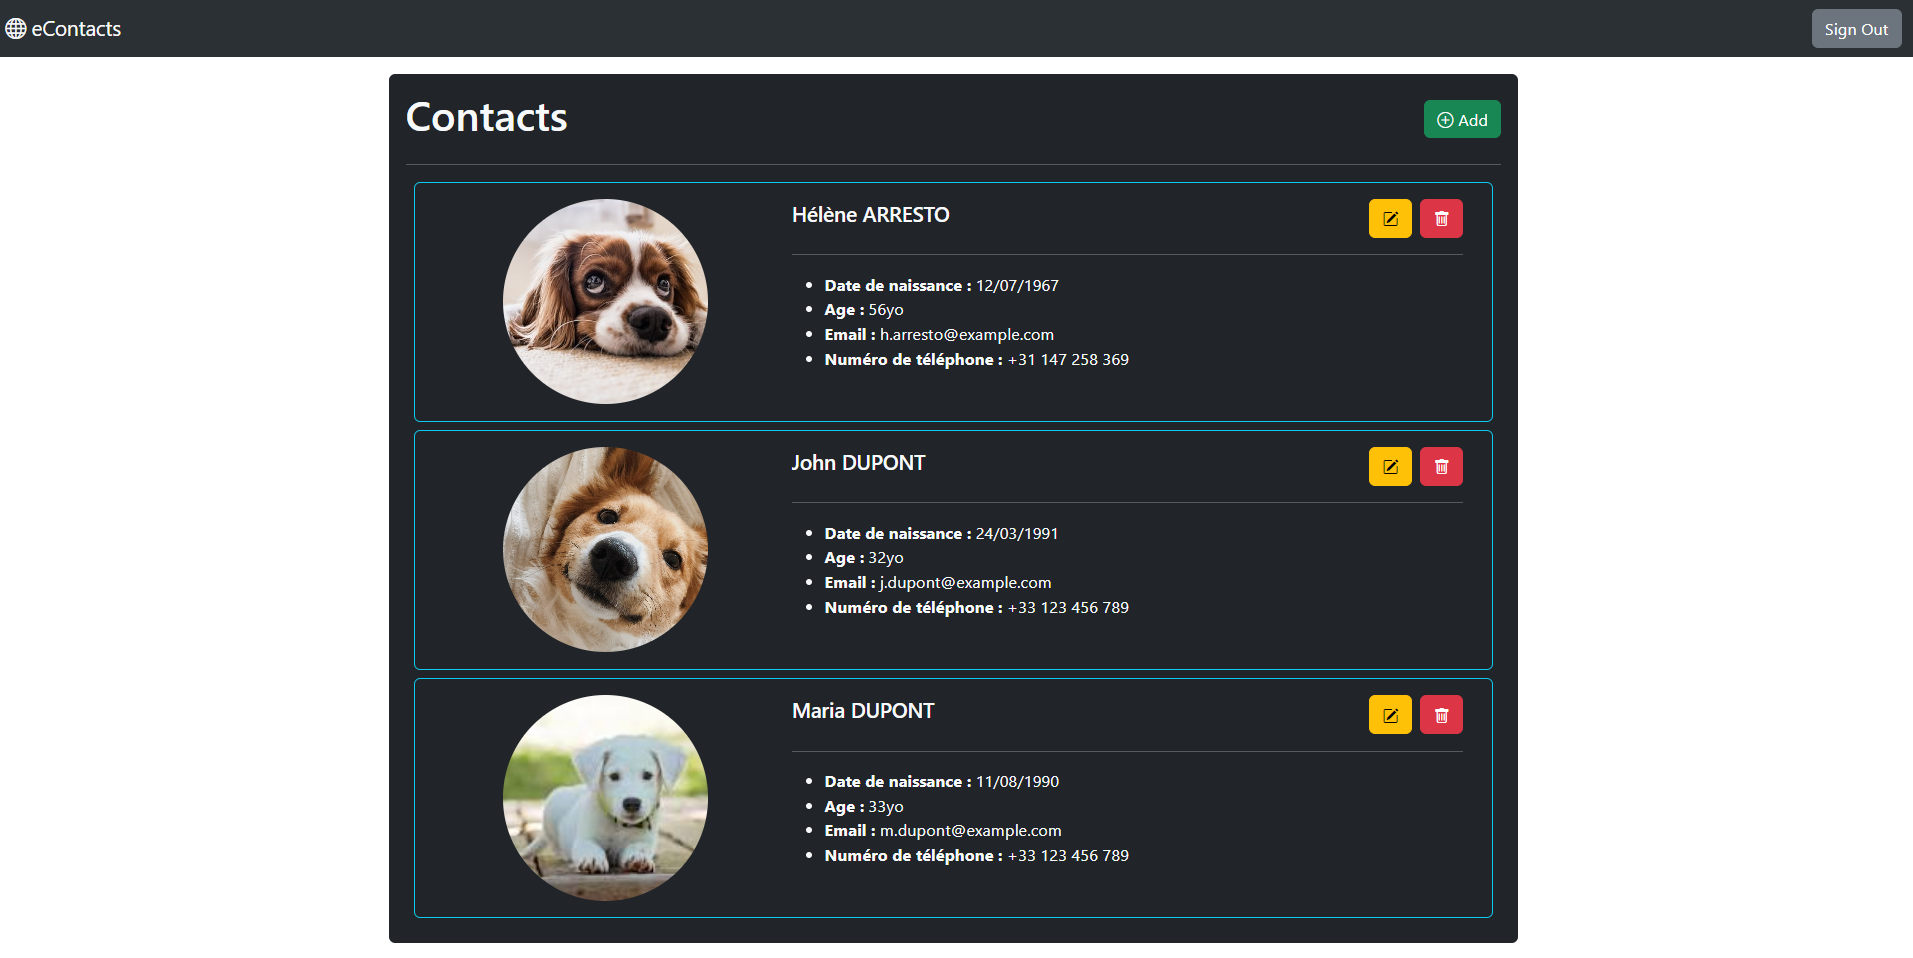 eContacts
Sign Out
Contacts
Add
Hélène ARRESTO
Date de naissance : 12/07/1967
Age : 56yo
Email : h.arresto@example.com
Numéro de téléphone : +31 147 258 369
John DUPONT
Date de naissance : 24/03/1991
Age : 32yo
Email : j.dupont@example.com
Numéro de téléphone : +33 123 456 789
Maria DUPONT
Date de naissance : 11/08/1990
Age : 33yo
Email : m.dupont@example.com
Numéro de téléphone : +33 123 456 789